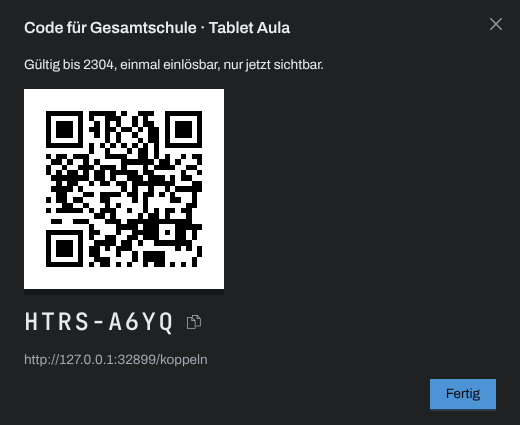 Code für Gesamtschule · Tablet Aula
Gültig bis 2304, einmal einlösbar, nur jetzt sichtbar.
HTRS-A6YQ
http://127.0.0.1:32899/koppeln
Fertig